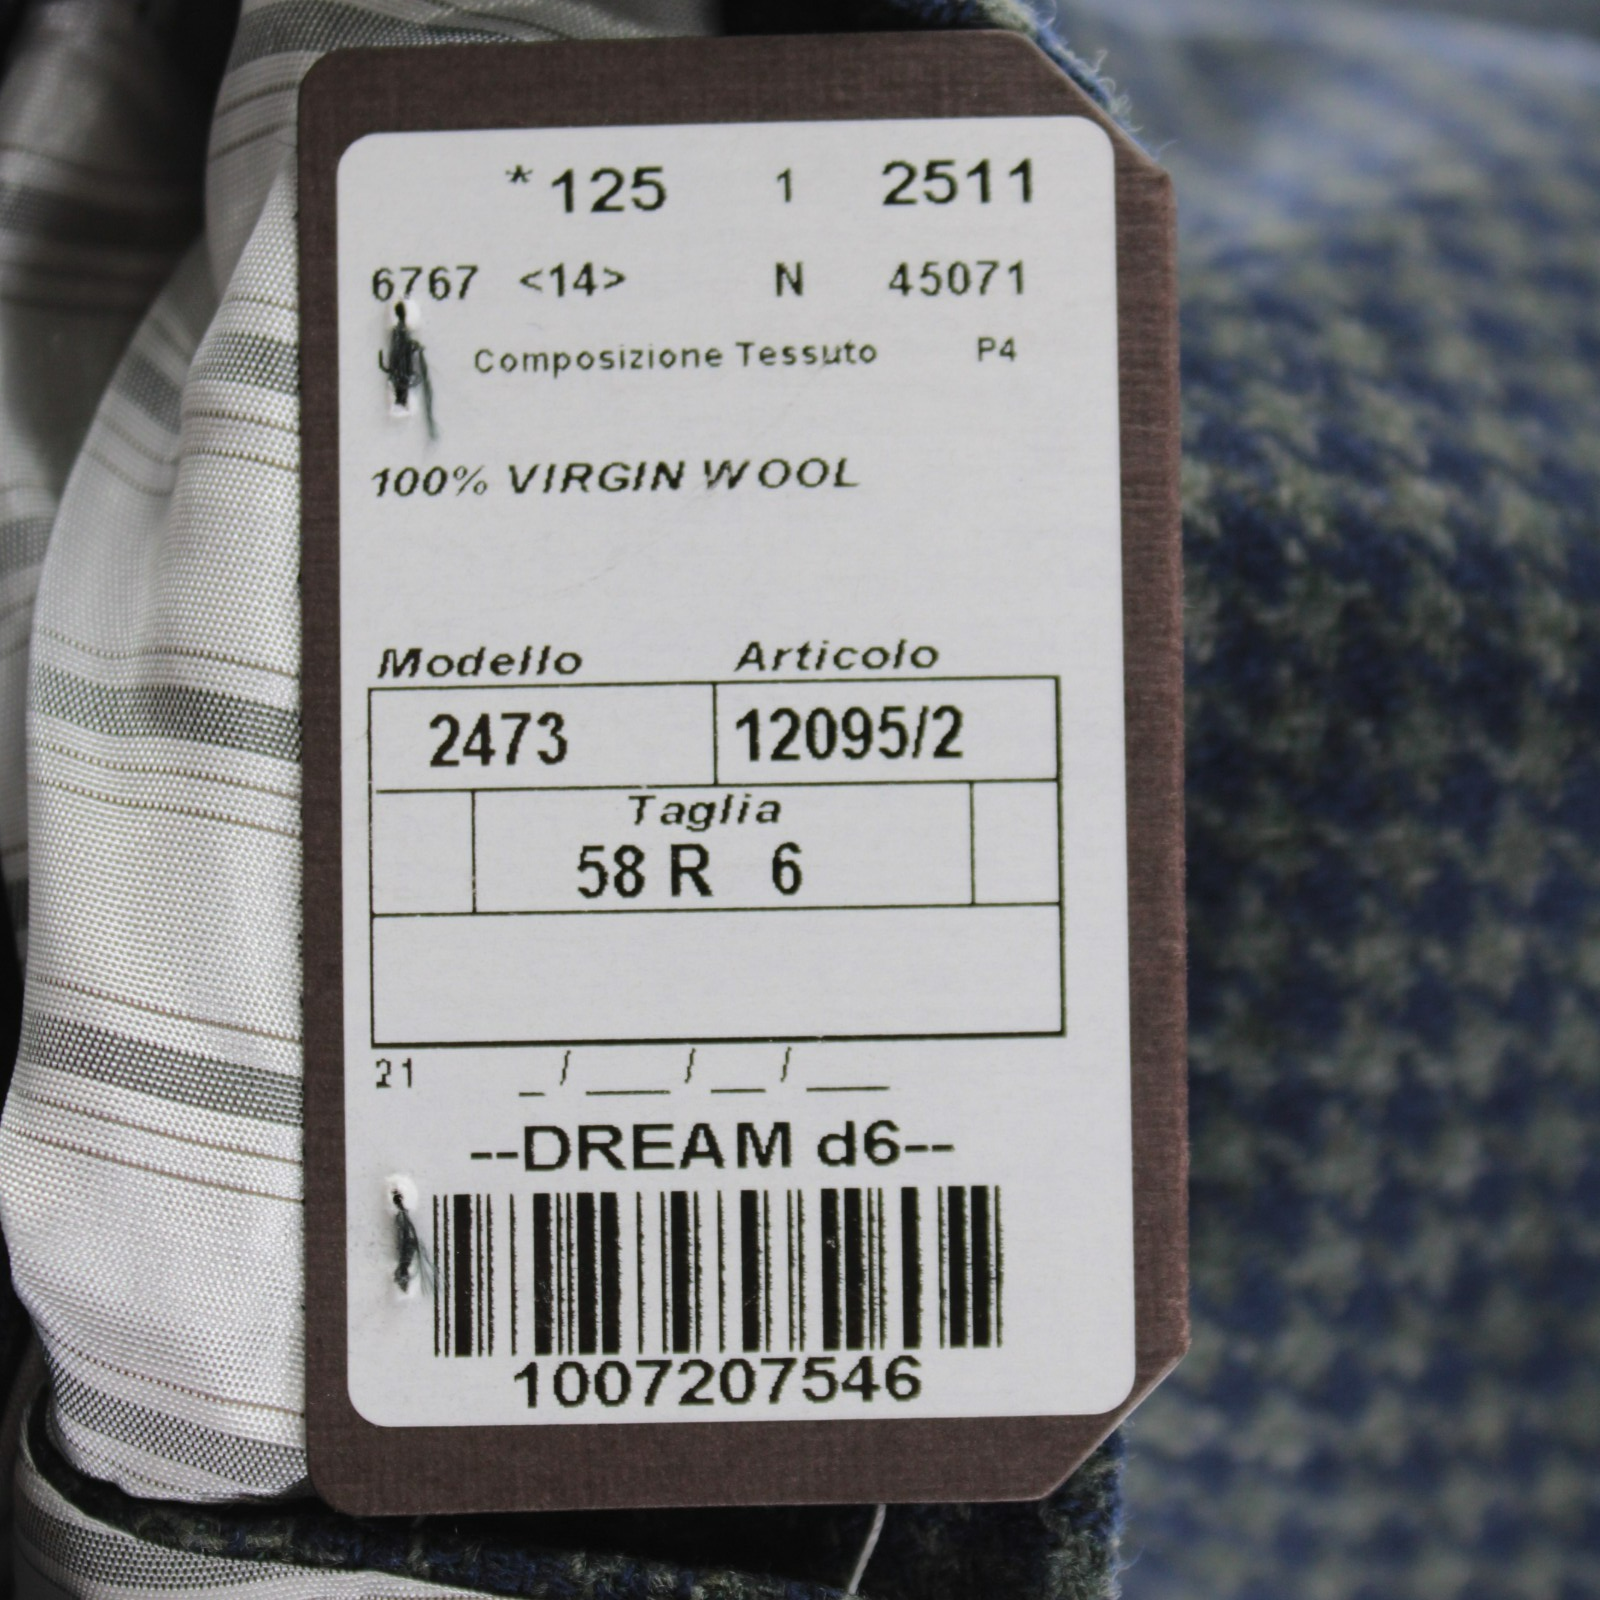 *125 1 2511
6767 <14> N 45071
Composizione Tessuto P4
100% VIRGIN WOOL
Modello Articolo
2473 12095/2
Taglia
58 R 6
21 _/___/__/___
--DREAM d6--
1007207546